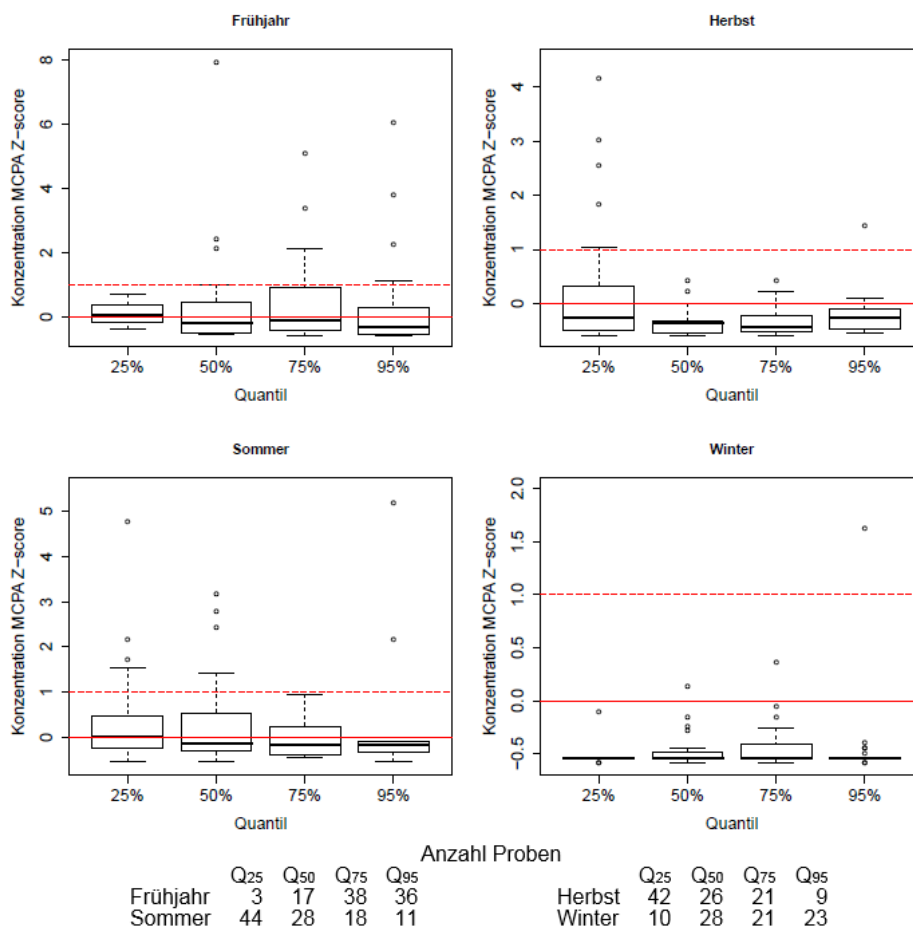 Frühjahr
Konzentration MCPA Z−score
8
6
4
2
0
25% 50% 75% 95%
Quantil
Herbst
Konzentration MCPA Z−score
4
3
2
1
0
25% 50% 75% 95%
Quantil
Sommer
Konzentration MCPA Z−score
5
4
3
2
1
0
25% 50% 75% 95%
Quantil
Winter
Konzentration MCPA Z−score
2.0
1.5
1.0
0.5
0.0
−0.5
25% 50% 75% 95%
Quantil
Anzahl Proben
Q25 Q50 Q75 Q95
Frühjahr 3 17 38 36
Sommer 44 28 18 11
Q25 Q50 Q75 Q95
Herbst 42 26 21 9
Winter 10 28 21 23